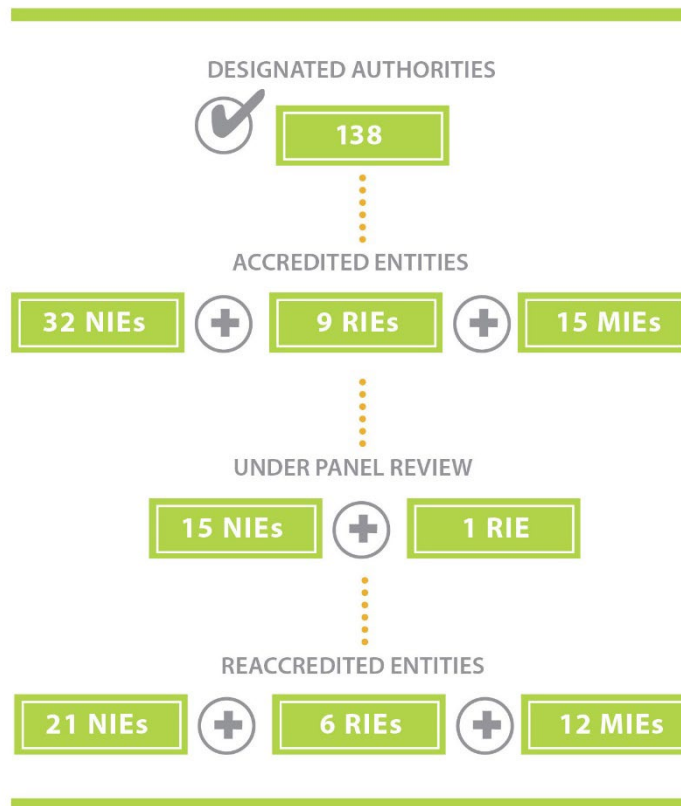 DESIGNATED AUTHORITIES
138
ACCREDITED ENTITIES
32 NIEs + 9 RIEs + 15 MIEs
UNDER PANEL REVIEW
15 NIEs + 1 RIE
REACCREDITED ENTITIES
21 NIEs + 6 RIEs + 12 MIEs